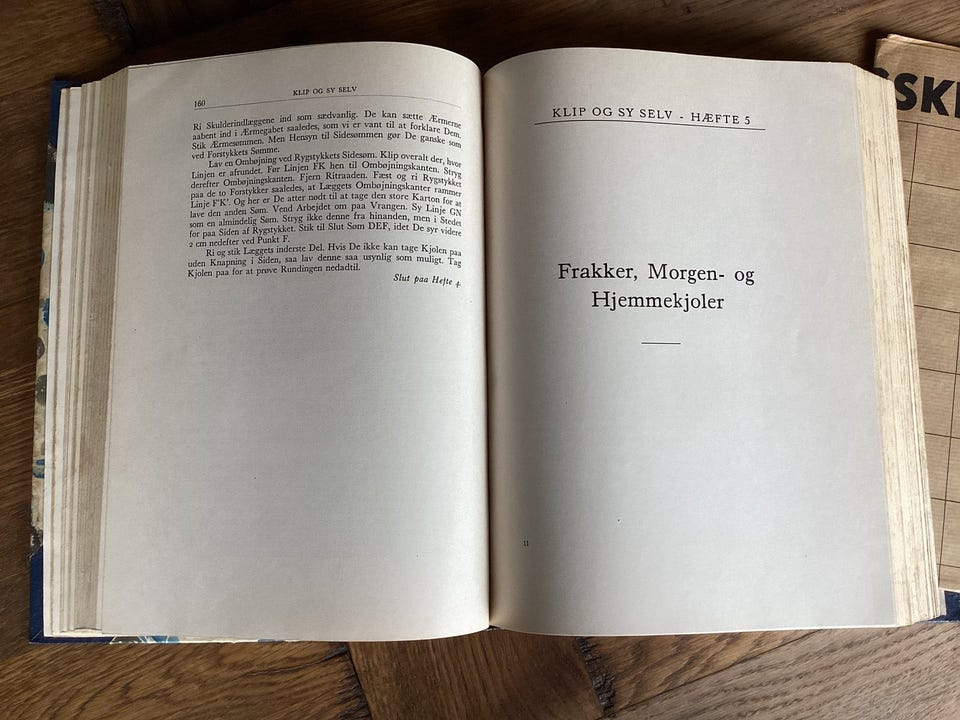 160
KLIP OG SY SELV
Ri Skulderindlæggene ind som sædvanlig. De kan sætte Ærmerne
aabent ind i Ærmegabet saaledes, som vi er vant til at forklare Dem.
Stik Ærmesømmen. Men Hensyn til Sidesømmen gør De ganske som
ved Forstykkets Sømme.
Lav en Ombøjning ved Rygstykkets Sidesøm. Klip overalt der, hvor
Linjen er afrundet. Før Linjen FK hen til Ombøjningskanten. Stryg
derefter Ombøjningskanten. Fjern Ritraaden. Fæst og ri Rygstykket
paa de to Forstykker saaledes, at Læggets Ombøjningskanter rammer
Linje F'K'. Og her er De atter nødt til at tage den store Karton for at
lave den anden Søm. Vend Arbejdet om paa Vrangen. Sy Linje GN
som en almindelig Søm. Stryg ikke denne fra hinanden, men i Stedet
for paa Siden af Rygstykket. Stik til Slut Søm DEF, idet De syr videre
2 cm nedefter ved Punkt F.
Ri og stik Læggets inderste Del. Hvis De ikke kan tage Kjolen paa
uden Knapning i Siden, saa lav denne saa usynlig som muligt. Tag
Kjolen paa for at prøve Rundingen nedadtil.
Slut paa Hefte 4.
KLIP OG SY SELV - HÆFTE 5
Frakker, Morgen- og
Hjemmekjoler
11